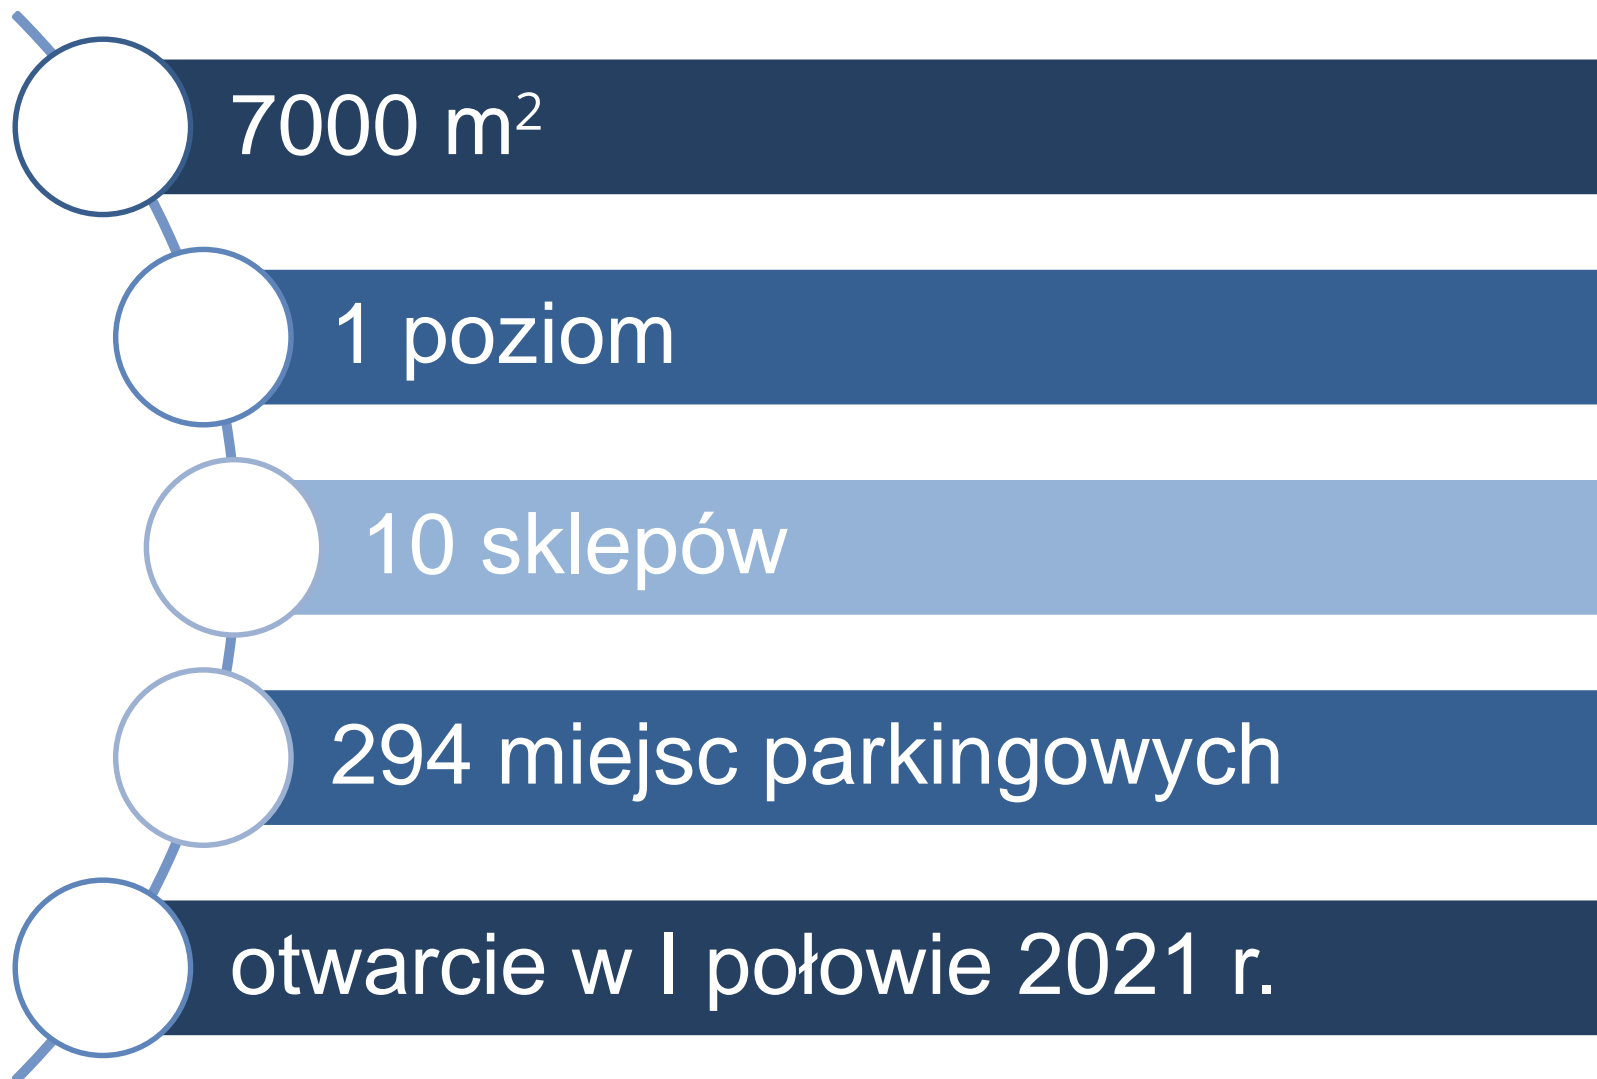 7000 m²
1 poziom
10 sklepów
294 miejsc parkingowych
otwarcie w I połowie 2021 r.